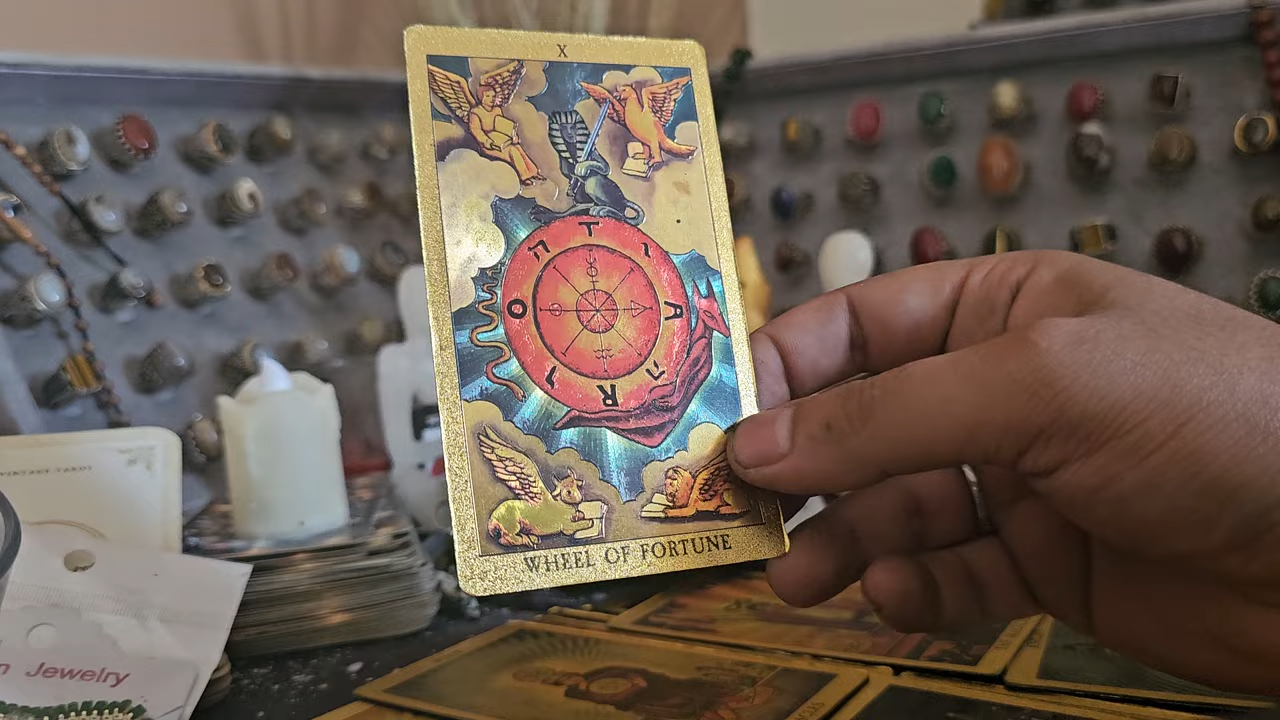 X
T
י
A
ה
R
ו
O
ה
WHEEL OF FORTUNE
Jewelry